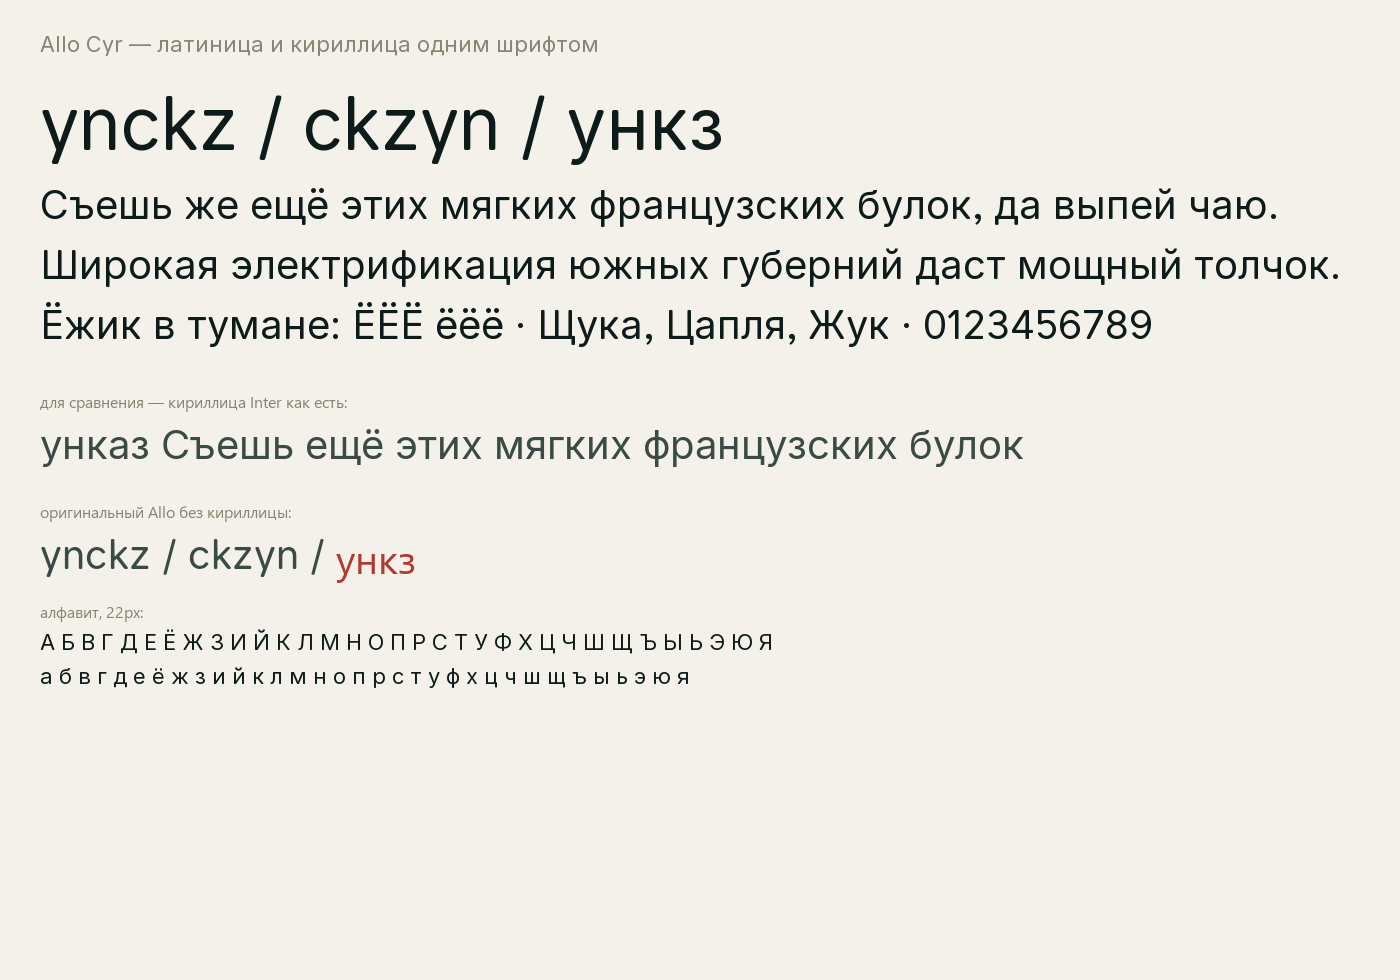 Allo Cyr — латиница и кириллица одним шрифтом
ynckz / ckzyn / ункз
Съешь же ещё этих мягких французских булок, да выпей чаю.
Широкая электрификация южных губерний даст мощный толчок.
Ёжик в тумане: ЁЁЁ ёёё · Щука, Цапля, Жук · 0123456789
для сравнения — кириллица Inter как есть:
унказ Съешь ещё этих мягких французских булок
оригинальный Allo без кириллицы:
ynckz / ckzyn / ункз
алфавит, 22px:
А Б В Г Д Е Ё Ж З И Й К Л М Н О П Р С Т У Ф Х Ц Ч Ш Щ Ъ Ы Ь Э Ю Я
а б в г д е ё ж з и й к л м н о п р с т у ф х ц ч ш щ ъ ы ь э ю я